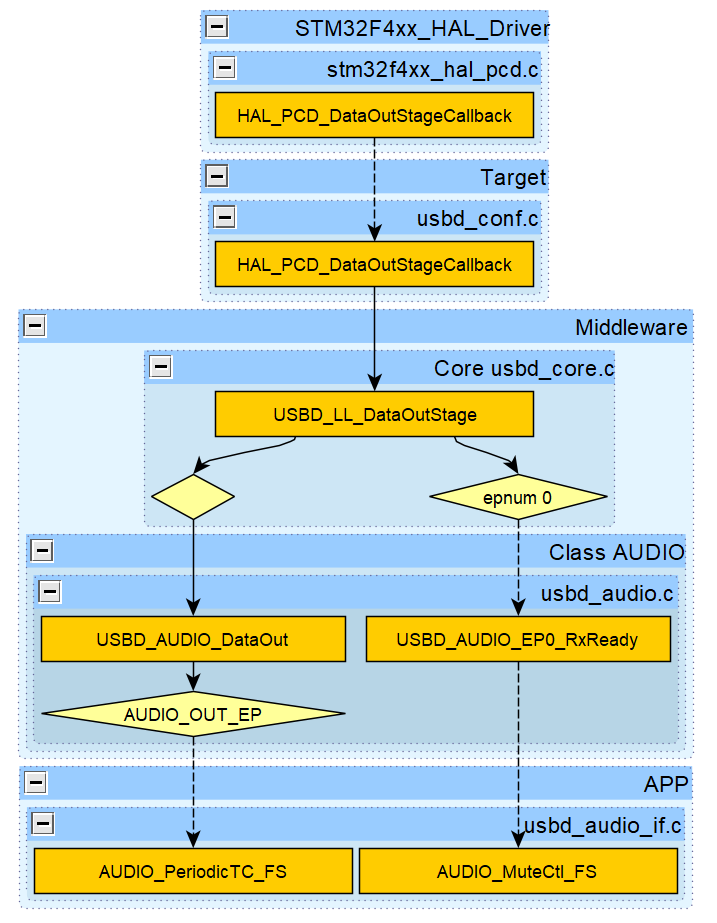 STM32F4xx_HAL_Driver
stm32f4xx_hal_pcd.c
HAL_PCD_DataOutStageCallback
Target
usbd_conf.c
HAL_PCD_DataOutStageCallback
Middleware
Core usbd_core.c
USBD_LL_DataOutStage
epnum 0
Class AUDIO
usbd_audio.c
USBD_AUDIO_DataOut
USBD_AUDIO_EP0_RxReady
AUDIO_OUT_EP
APP
usbd_audio_if.c
AUDIO_PeriodicTC_FS
AUDIO_MuteCtl_FS